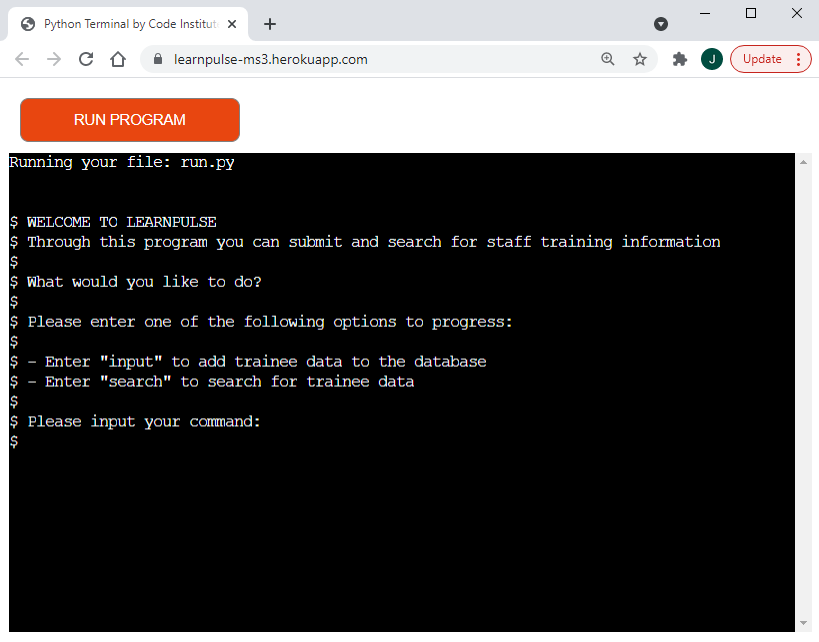 Python Terminal by Code Institut
learnpulse-ms3.herokuapp.com
J
Update
RUN PROGRAM
Running your file: run.py
$ WELCOME TO LEARNPULSE
$ Through this program you can submit and search for staff training information
$
$ What would you like to do?
$
$ Please enter one of the following options to progress:
$
$ - Enter "input" to add trainee data to the database
$ - Enter "search" to search for trainee data
$
$ Please input your command:
$